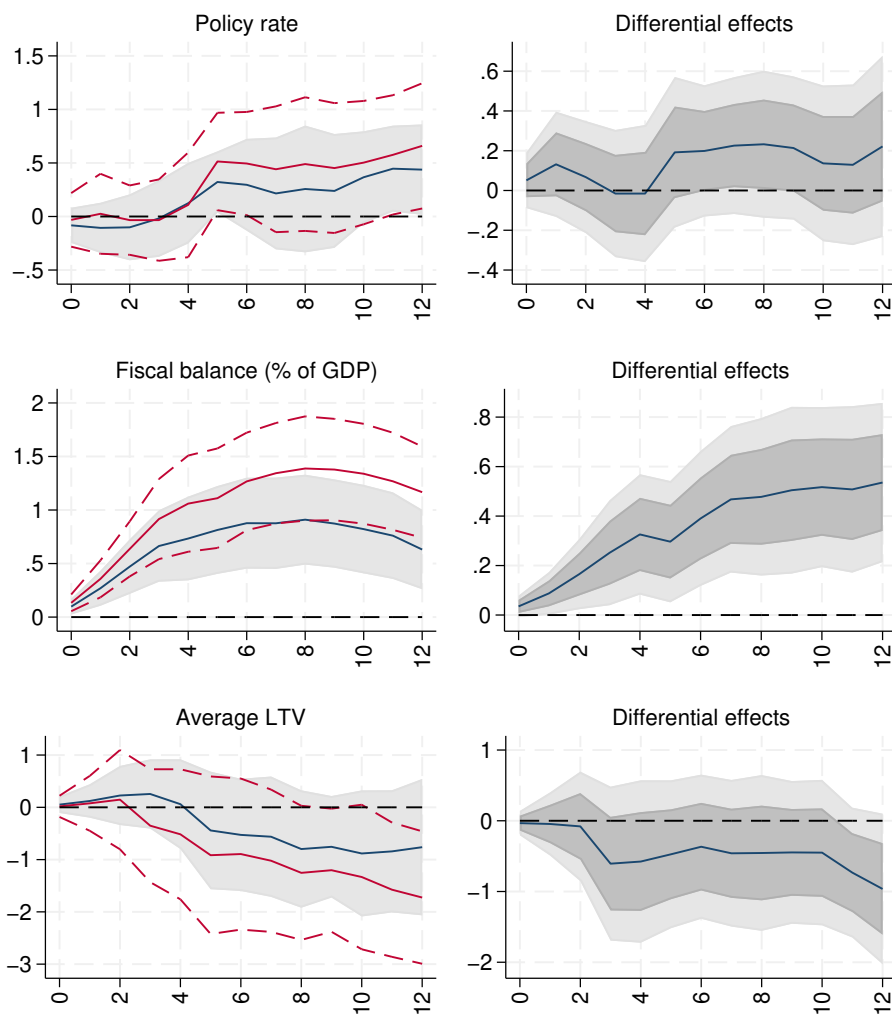 Policy rate
1.5
1
.5
0
−.5
0 2 4 6 8 10 12
Differential effects
.6
.4
.2
0
−.2
−.4
0 2 4 6 8 10 12
Fiscal balance (% of GDP)
2
1.5
1
.5
0
0 2 4 6 8 10 12
Differential effects
.8
.6
.4
.2
0
0 2 4 6 8 10 12
Average LTV
1
0
−1
−2
−3
0 2 4 6 8 10 12
Differential effects
1
0
−1
−2
0 2 4 6 8 10 12